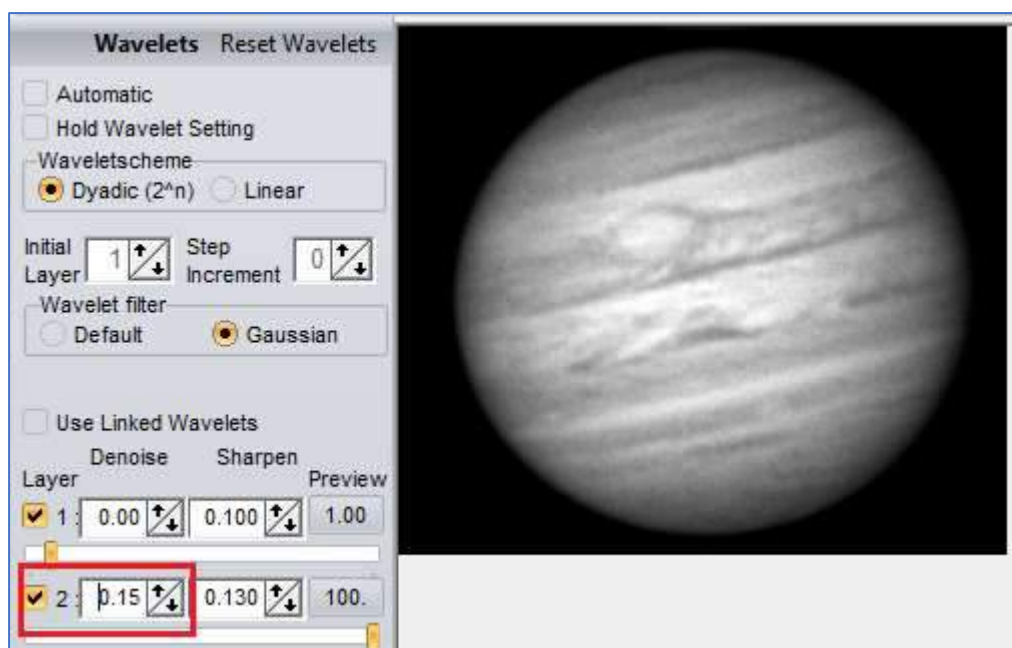 Wavelets Reset Wavelets
Automatic
Hold Wavelet Setting
Waveletscheme
Dyadic (2^n) Linear
Initial Layer 1 Step Increment 0
Wavelet filter
Default Gaussian
Use Linked Wavelets
Denoise Sharpen
Layer Preview
1 : 0.00 0.100 1.00
2 : 0.15 0.130 100.